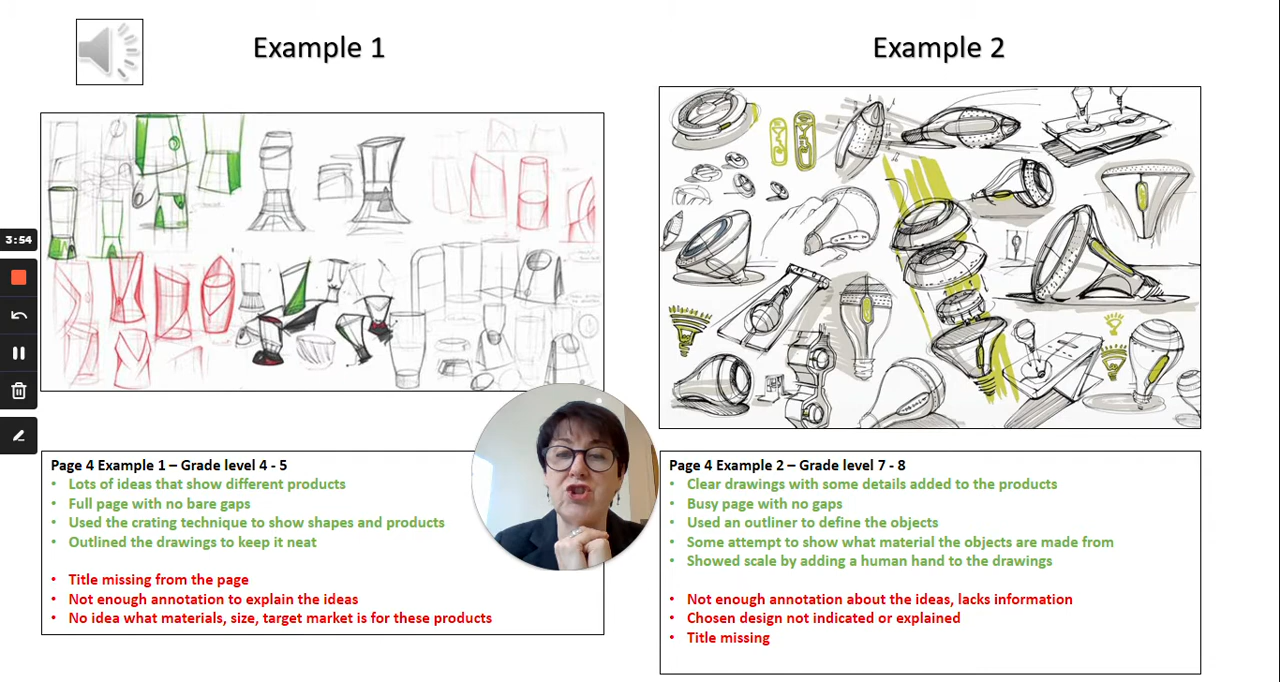 Example 1
Example 2
3:54
Page 4 Example 1 – Grade level 4 - 5
• Lots of ideas that show different products
• Full page with no bare gaps
• Used the crating technique to show shapes and products
• Outlined the drawings to keep it neat
• Title missing from the page
• Not enough annotation to explain the ideas
• No idea what materials, size, target market is for these products
Page 4 Example 2 – Grade level 7 - 8
• Clear drawings with some details added to the products
• Busy page with no gaps
• Used an outliner to define the objects
• Some attempt to show what material the objects are made from
• Showed scale by adding a human hand to the drawings
• Not enough annotation about the ideas, lacks information
• Chosen design not indicated or explained
• Title missing